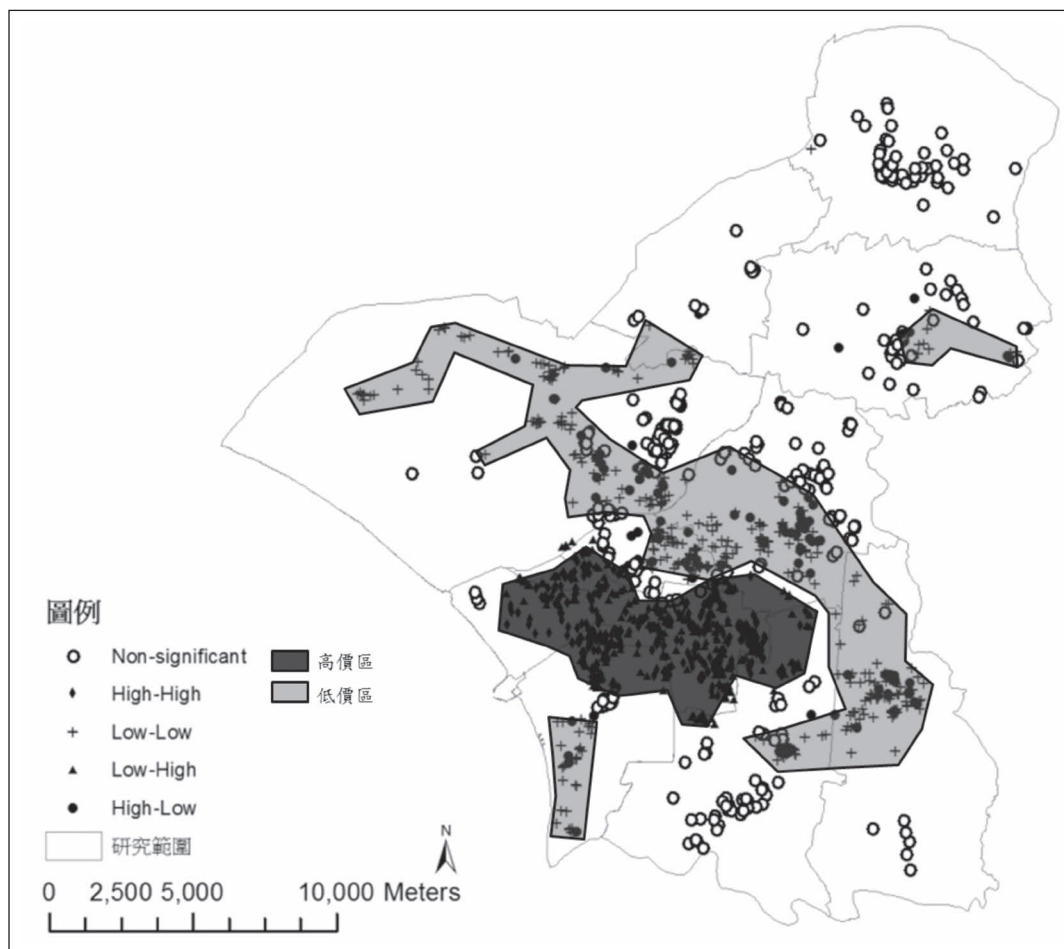 圖例
Non-significant
High-High
Low-Low
Low-High
High-Low
研究範圍
高價區
低價區
N
0 2,500 5,000 10,000 Meters